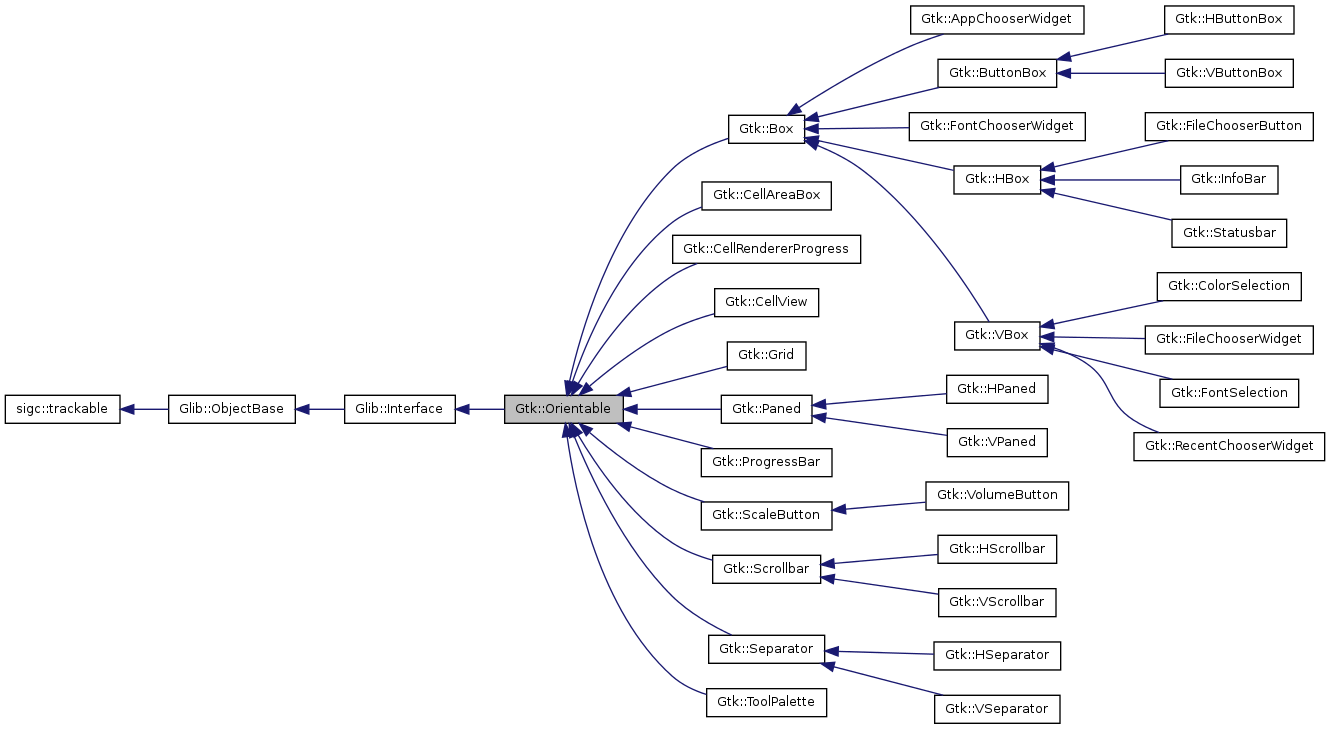 Gtk::AppChooserWidget
Gtk::HButtonBox
Gtk::ButtonBox
Gtk::VButtonBox
Gtk::Box
Gtk::FontChooserWidget
Gtk::FileChooserButton
Gtk::HBox
Gtk::InfoBar
Gtk::CellAreaBox
Gtk::Statusbar
Gtk::CellRendererProgress
Gtk::ColorSelection
Gtk::CellView
Gtk::VBox
Gtk::FileChooserWidget
Gtk::Grid
Gtk::HPaned
Gtk::FontSelection
sigc::trackable
Glib::ObjectBase
Glib::Interface
Gtk::Orientable
Gtk::Paned
Gtk::VPaned
Gtk::RecentChooserWidget
Gtk::ProgressBar
Gtk::VolumeButton
Gtk::ScaleButton
Gtk::HScrollbar
Gtk::Scrollbar
Gtk::VScrollbar
Gtk::Separator
Gtk::HSeparator
Gtk::ToolPalette
Gtk::VSeparator